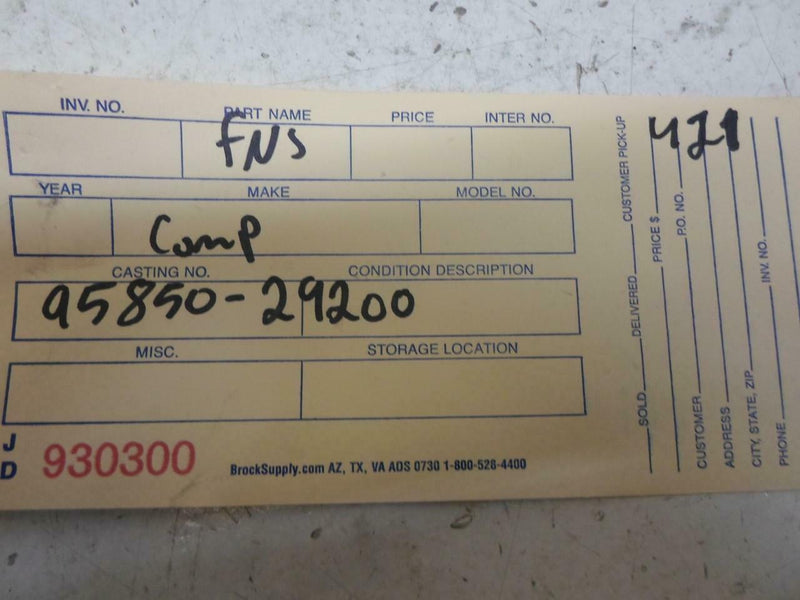 INV. NO. PART NAME PRICE INTER NO.
FNS
YEAR MAKE MODEL NO.
Comp
CASTING NO. CONDITION DESCRIPTION
95850-29200
MISC. STORAGE LOCATION
J D 930300
BrockSupply.com AZ, TX, VA ADS 0730 1-800-528-4400
SOLD DELIVERED CUSTOMER PICK-UP
PRICE $
P.O. NO.
CUSTOMER
ADDRESS
CITY, STATE, ZIP
INV. NO.
PHONE
421